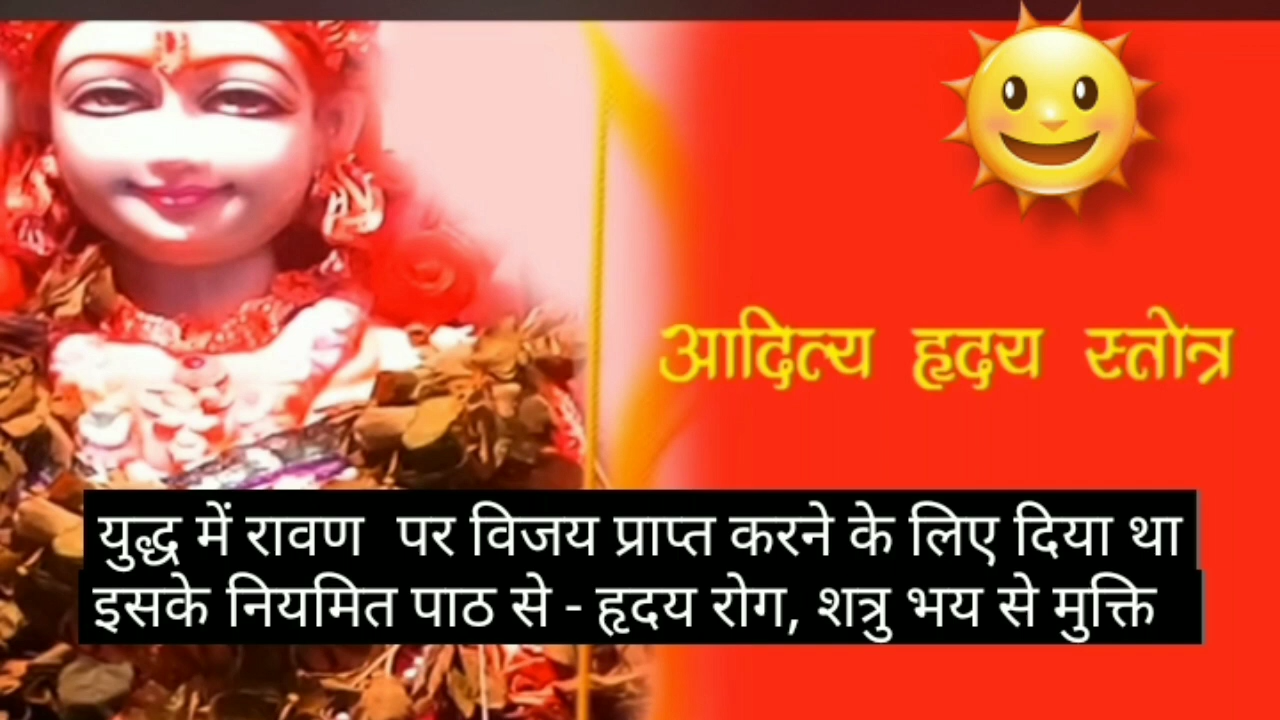 आदित्य हृदय स्तोत्र
युद्ध में रावण पर विजय प्राप्त करने के लिए दिया था
इसके नियमित पाठ से - हृदय रोग, शत्रु भय से मुक्ति